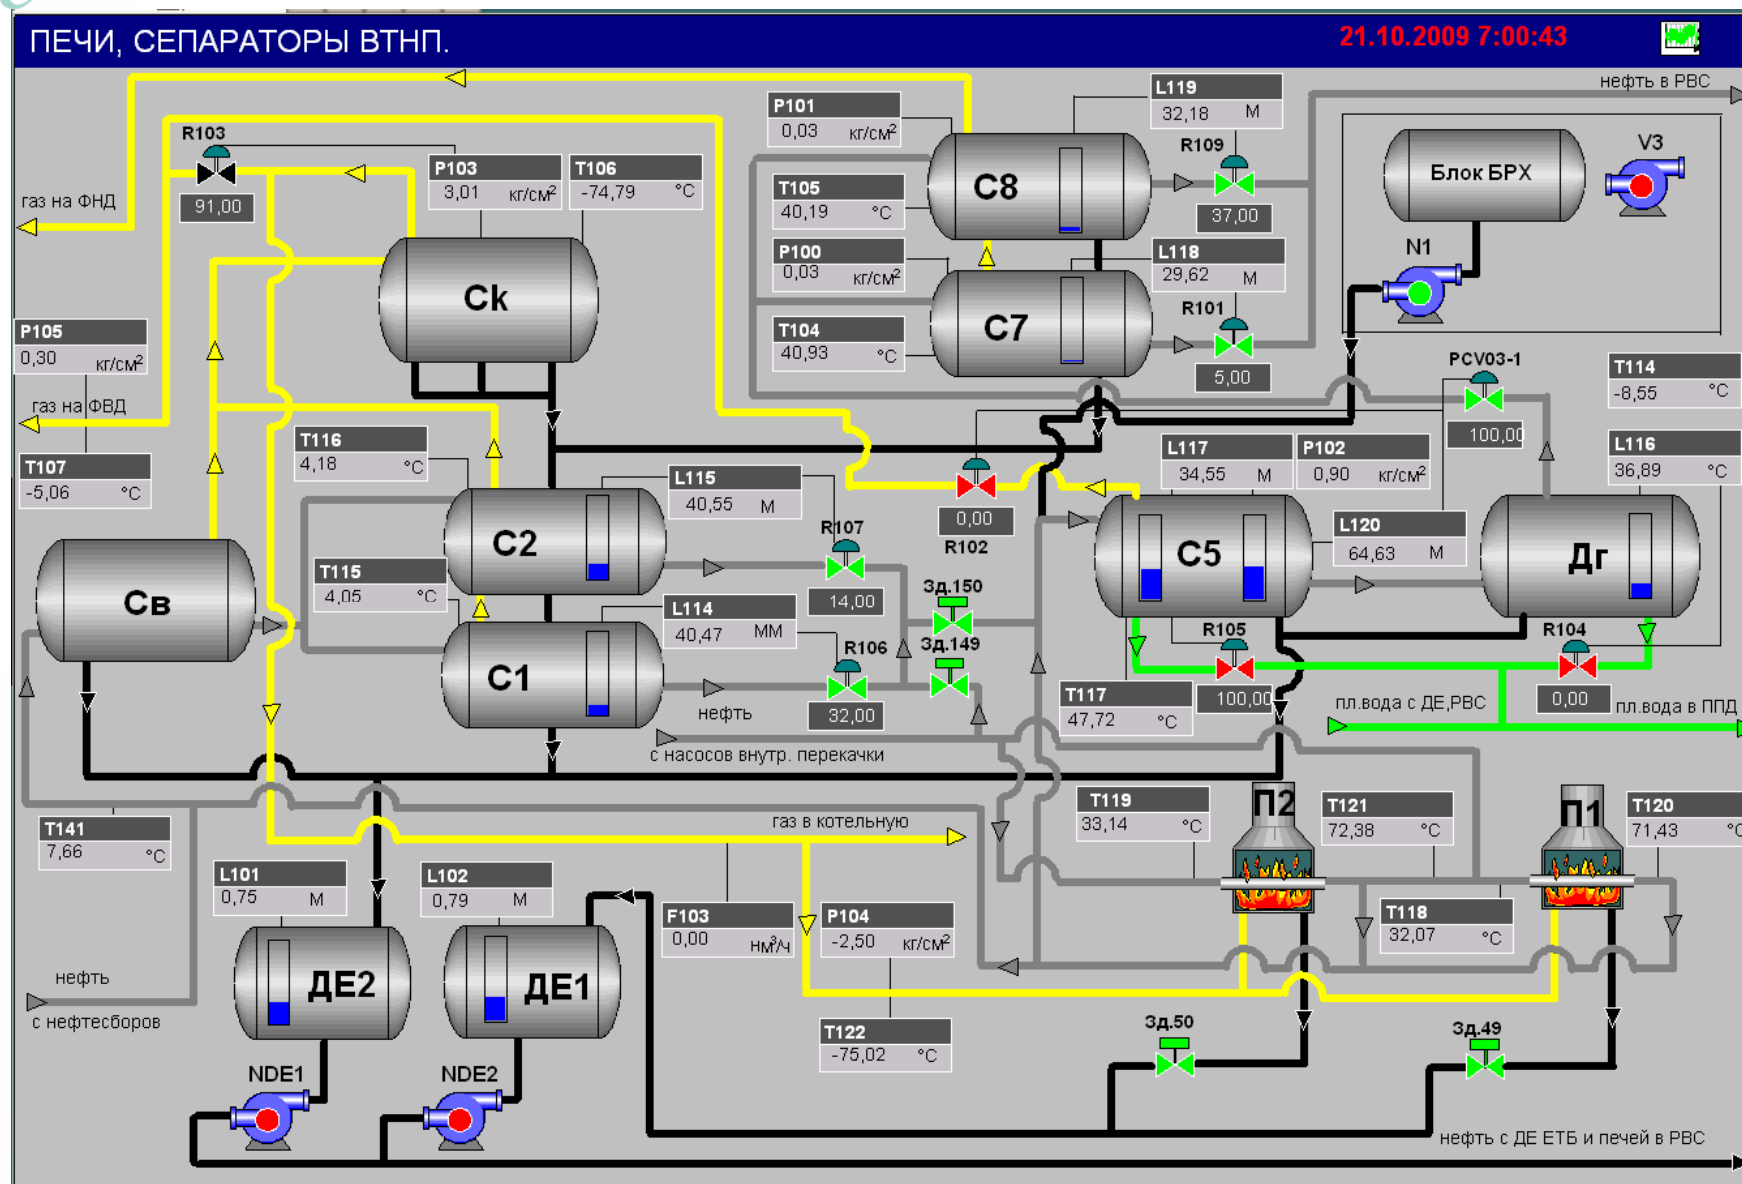 ПЕЧИ, СЕПАРАТОРЫ ВТНП.
21.10.2009 7:00:43
нефть в РВС
P101
0,03 кг/см²
L119
32,18 М
R109
37,00
Блок БРХ
V3
N1
R103
91,00
P103
3,01 кг/см²
T106
-74,79 °C
газ на ФНД
T105
40,19 °C
C8
P100
0,03 кг/см²
L118
29,62 М
R101
5,00
Ck
C7
T104
40,93 °C
P105
0,30 кг/см²
газ на ФВД
T107
-5,06 °C
PCV03-1
100,00
T114
-8,55 °C
T116
4,18 °C
L115
40,55 М
R107
14,00
R102
0,00
L117
34,55 М
P102
0,90 кг/см²
L116
36,89 °C
L120
64,63 М
C2
C5
Дг
Св
T115
4,05 °C
L114
40,47 ММ
R106
32,00
Зд.150
Зд.149
C1
R105
100,00
R104
0,00
T117
47,72 °C
нефть
с насосов внутр. перекачки
пл.вода с ДЕ,РВС
пл.вода в ППД
T141
7,66 °C
газ в котельную
T119
33,14 °C
П2
T121
72,38 °C
П1
T120
71,43 °C
L101
0,75 М
L102
0,79 М
F103
0,00 нм³/ч
P104
-2,50 кг/см²
T118
32,07 °C
нефть
с нефтесборов
ДЕ2
ДЕ1
T122
-75,02 °C
Зд.50
Зд.49
NDE1
NDE2
нефть с ДЕ ЕТБ и печей в РВС